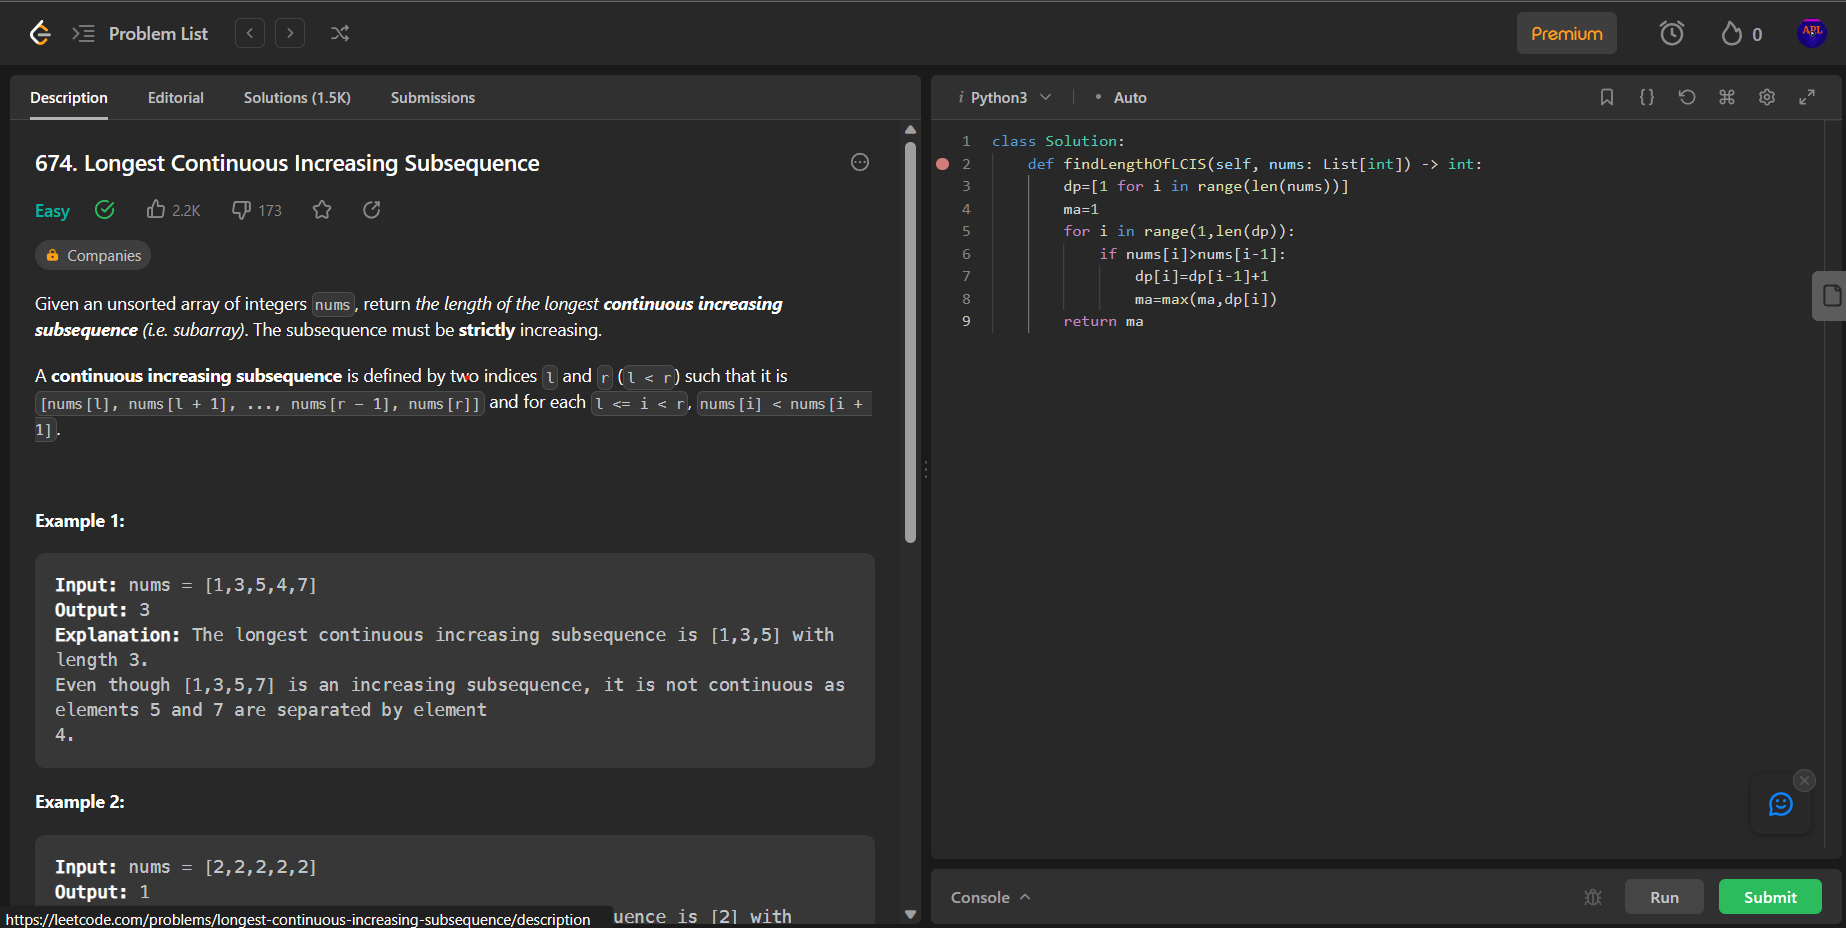 Problem List
Premium
0
APL
Description Editorial Solutions (1.5K) Submissions
674. Longest Continuous Increasing Subsequence
Easy 2.2K 173
Companies
Given an unsorted array of integers nums, return the length of the longest continuous increasing
subsequence (i.e. subarray). The subsequence must be strictly increasing.
A continuous increasing subsequence is defined by two indices l and r (l < r) such that it is
[nums[l], nums[l + 1], ..., nums[r - 1], nums[r]] and for each l <= i < r, nums[i] < nums[i +
1].
Example 1:
Input: nums = [1,3,5,4,7]
Output: 3
Explanation: The longest continuous increasing subsequence is [1,3,5] with
length 3.
Even though [1,3,5,7] is an increasing subsequence, it is not continuous as
elements 5 and 7 are separated by element
4.
Example 2:
Input: nums = [2,2,2,2,2]
Output: 1
uence is [2] with
https://leetcode.com/problems/longest-continuous-increasing-subsequence/description
i Python3 • Auto
1 class Solution:
2 def findLengthOfLCIS(self, nums: List[int]) -> int:
3 dp=[1 for i in range(len(nums))]
4 ma=1
5 for i in range(1,len(dp)):
6 if nums[i]>nums[i-1]:
7 dp[i]=dp[i-1]+1
8 ma=max(ma,dp[i])
9 return ma
Console
Run
Submit